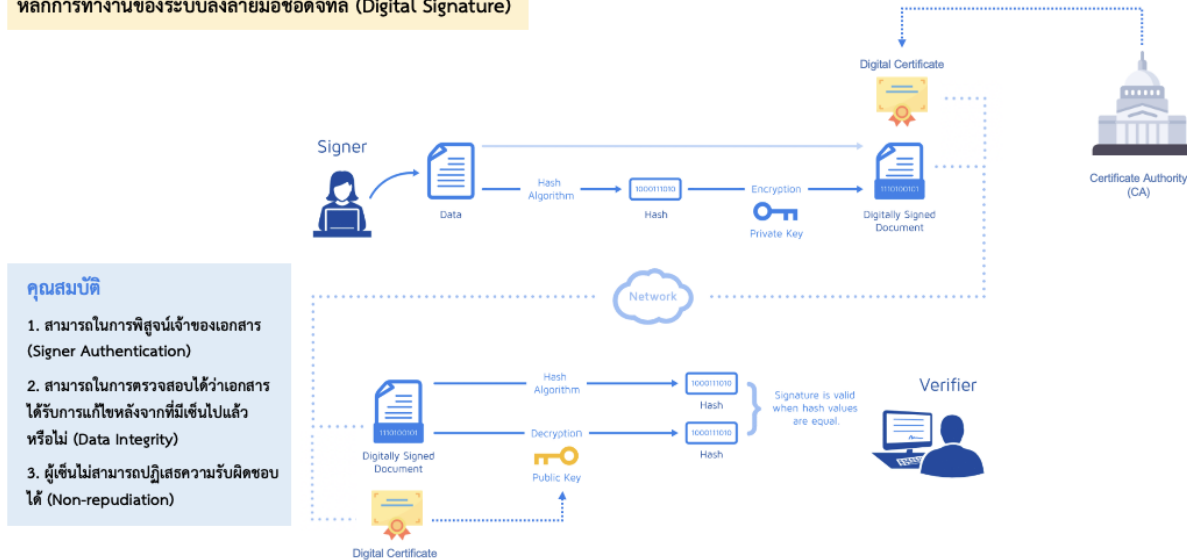 หลักการทำงานของระบบลงลายมือชื่อดิจิทัล (Digital Signature)
Digital Certificate
Signer
Certificate Authority
(CA)
Hash
Algorithm
1000111010
Encryption
1110100101
Data
Hash
Private Key
Digitally Signed
Document
คุณสมบัติ
1. สามารถในการพิสูจน์เจ้าของเอกสาร
(Signer Authentication)
2. สามารถในการตรวจสอบได้ว่าเอกสาร
ได้รับการแก้ไขหลังจากที่มีเซ็นไปแล้ว
หรือไม่ (Data Integrity)
3. ผู้เซ็นไม่สามารถปฏิเสธความรับผิดชอบ
ได้ (Non-repudiation)
Network
Hash
Algorithm
1000111010
Hash
Signature is valid
when hash values
are equal.
Verifier
1110100101
Decryption
1000111010
Hash
Digitally Signed
Document
Public Key
Digital Certificate